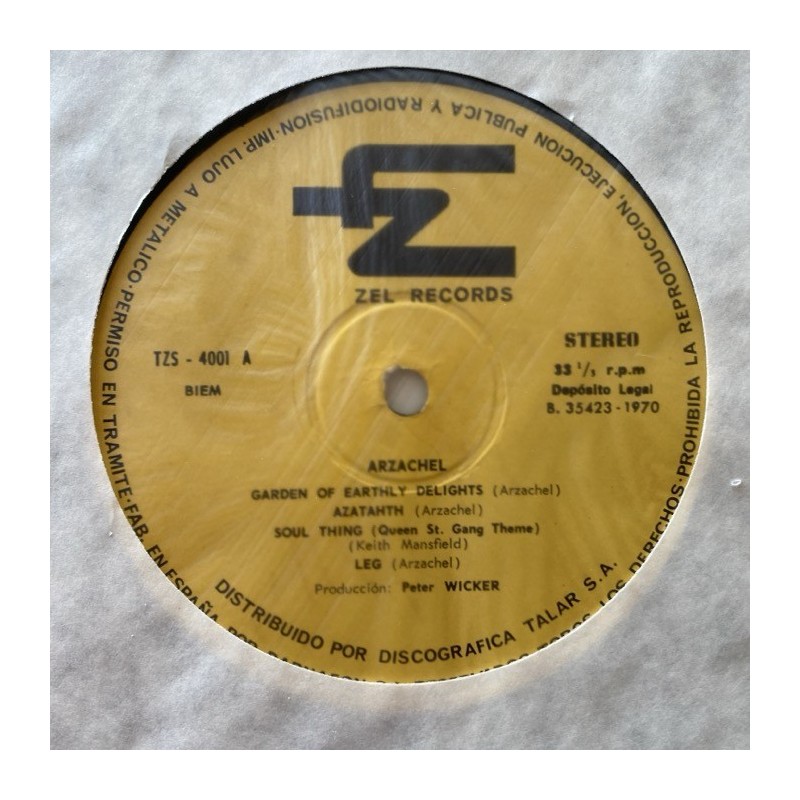 ZEL RECORDS
TZS - 4001 A
BIEM
STEREO
33 1/3 r.p.m
Depósito Legal
B. 35423-1970
ARZACHEL
GARDEN OF EARTHLY DELIGHTS (Arzachel)
AZATAHTH (Arzachel)
SOUL THING (Queen St. Gang Theme)
(Keith Mansfield)
LEG (Arzachel)
Producción: Peter WICKER
DISTRIBUIDO POR DISCOGRAFICA TALAR S.A.
LOS DERECHOS·PROHIBIDA LA REPRODUCCION, EJECUCION PUBLICA Y RADIODIFUSION·IMP. LUJO A METALICO·PERMISO EN TRAMITE·FAB. EN ESPAÑA POR